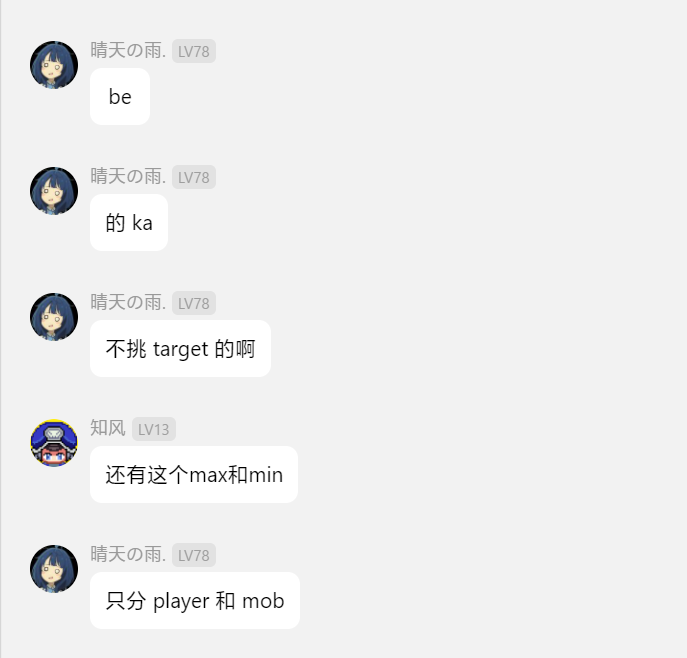 晴天の雨. LV78
be
晴天の雨. LV78
的 ka
晴天の雨. LV78
不挑 target 的啊
知风 LV13
还有这个max和min
晴天の雨. LV78
只分 player 和 mob